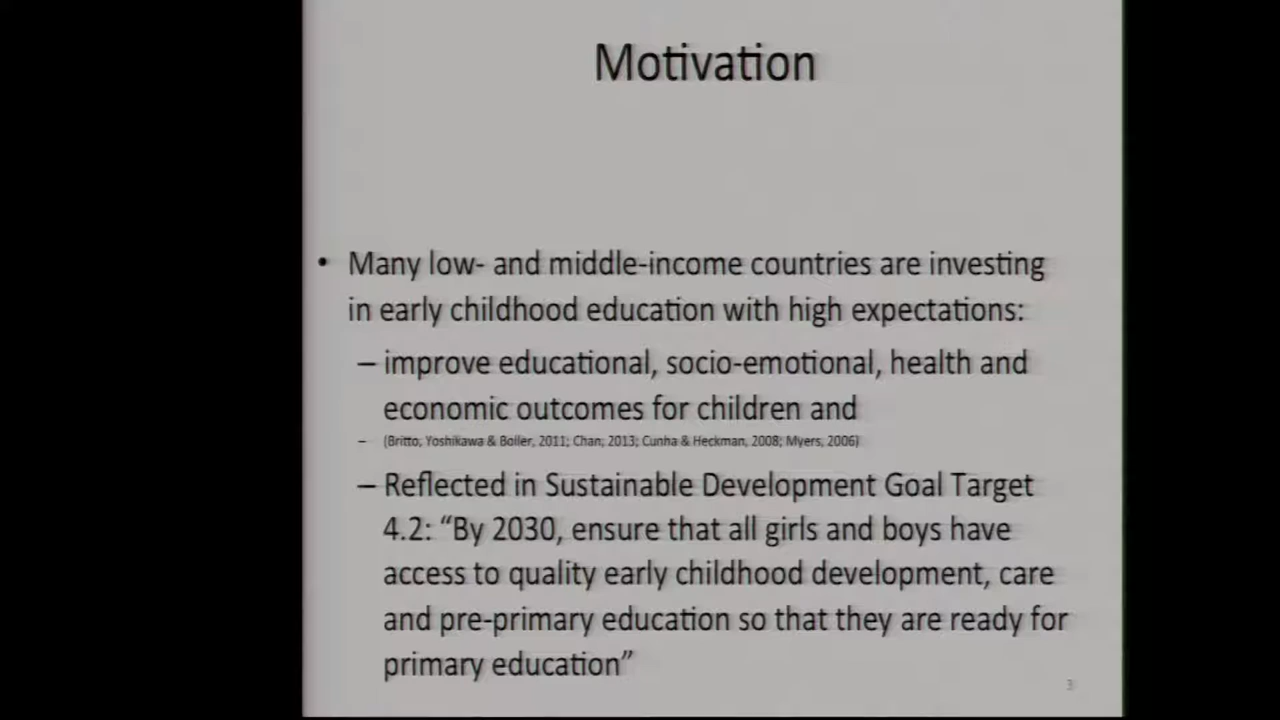 Motivation
• Many low- and middle-income countries are investing
in early childhood education with high expectations:
– improve educational, socio-emotional, health and
economic outcomes for children and
– (Britto, Yoshikawa & Boller, 2011; Chan, 2013; Cunha & Heckman, 2008; Myers, 2006)
– Reflected in Sustainable Development Goal Target
4.2: “By 2030, ensure that all girls and boys have
access to quality early childhood development, care
and pre-primary education so that they are ready for
primary education”
3